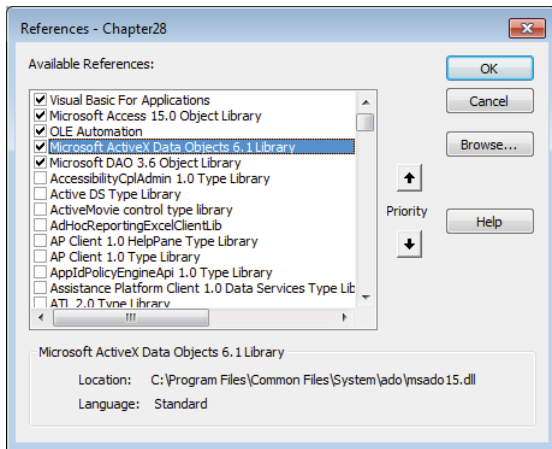 References - Chapter28
Available References:
OK
Cancel
Browse...
Priority
Help
Visual Basic For Applications
Microsoft Access 15.0 Object Library
OLE Automation
Microsoft ActiveX Data Objects 6.1 Library
Microsoft DAO 3.6 Object Library
AccessibilityCplAdmin 1.0 Type Library
Active DS Type Library
ActiveMovie control type library
AdHocReportingExcelClientLib
AP Client 1.0 HelpPane Type Library
AP Client 1.0 Type Library
AppIdPolicyEngineApi 1.0 Type Library
Assistance Platform Client 1.0 Data Services Type Lib
ATL 2.0 Type Library
Microsoft ActiveX Data Objects 6.1 Library
Location: C:\Program Files\Common Files\System\ado\msado15.dll
Language: Standard